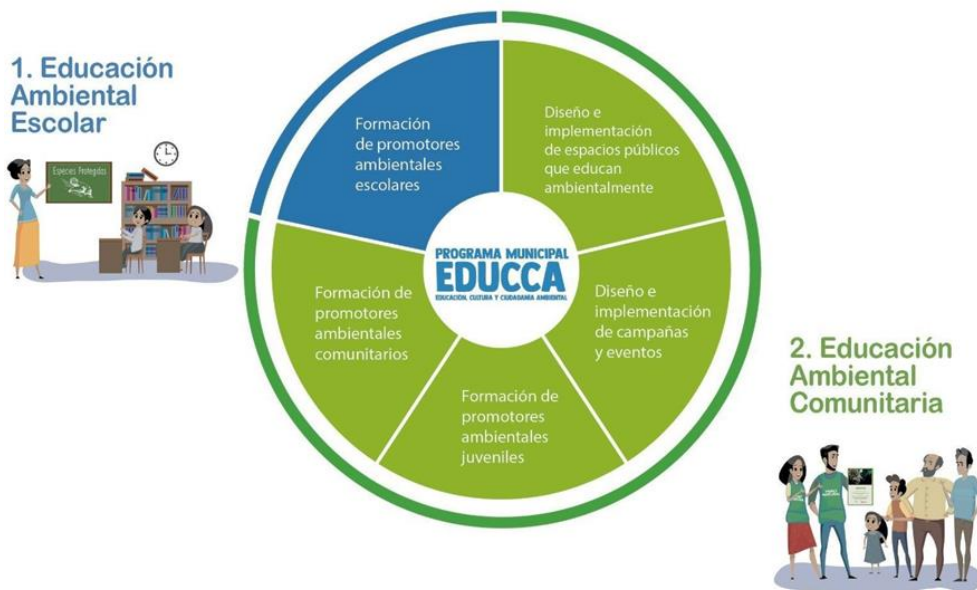 1. Educación
Ambiental
Escolar
Especies Protegidas
Formación
de promotores
ambientales
escolares
Diseño e
implementación
de espacios públicos
que educan
ambientalmente
PROGRAMA MUNICIPAL
EDUCCA
EDUCACIÓN, CULTURA Y CIUDADANÍA AMBIENTAL
Formación de
promotores
ambientales
comunitarios
Diseño e
implementación
de campañas
y eventos
Formación de
promotores
ambientales
juveniles
2. Educación
Ambiental
Comunitaria